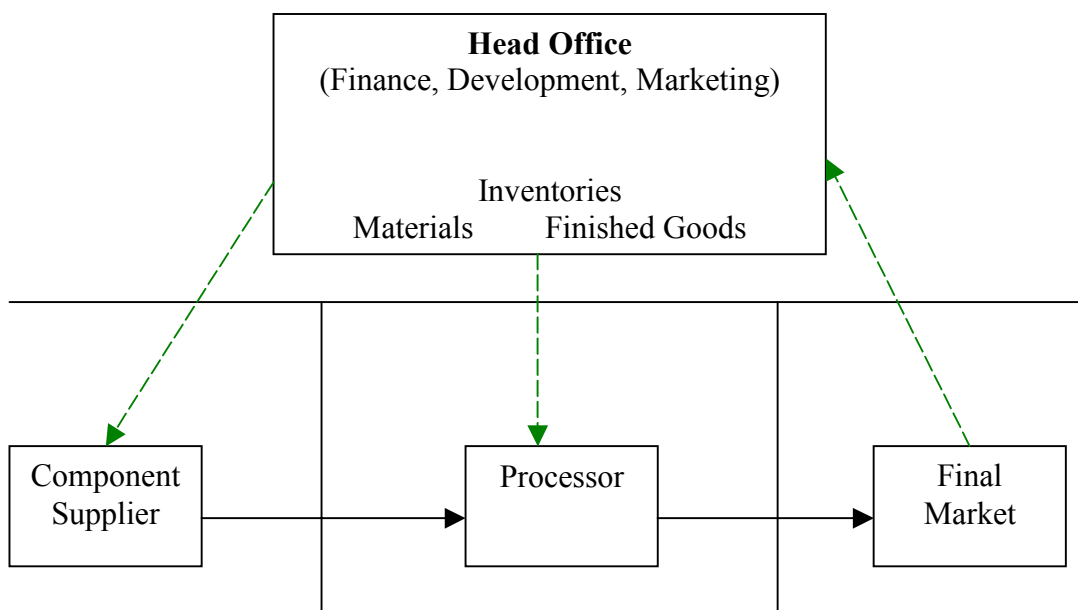 Head Office
(Finance, Development, Marketing)
Inventories
Materials Finished Goods
Component
Supplier
Processor
Final
Market